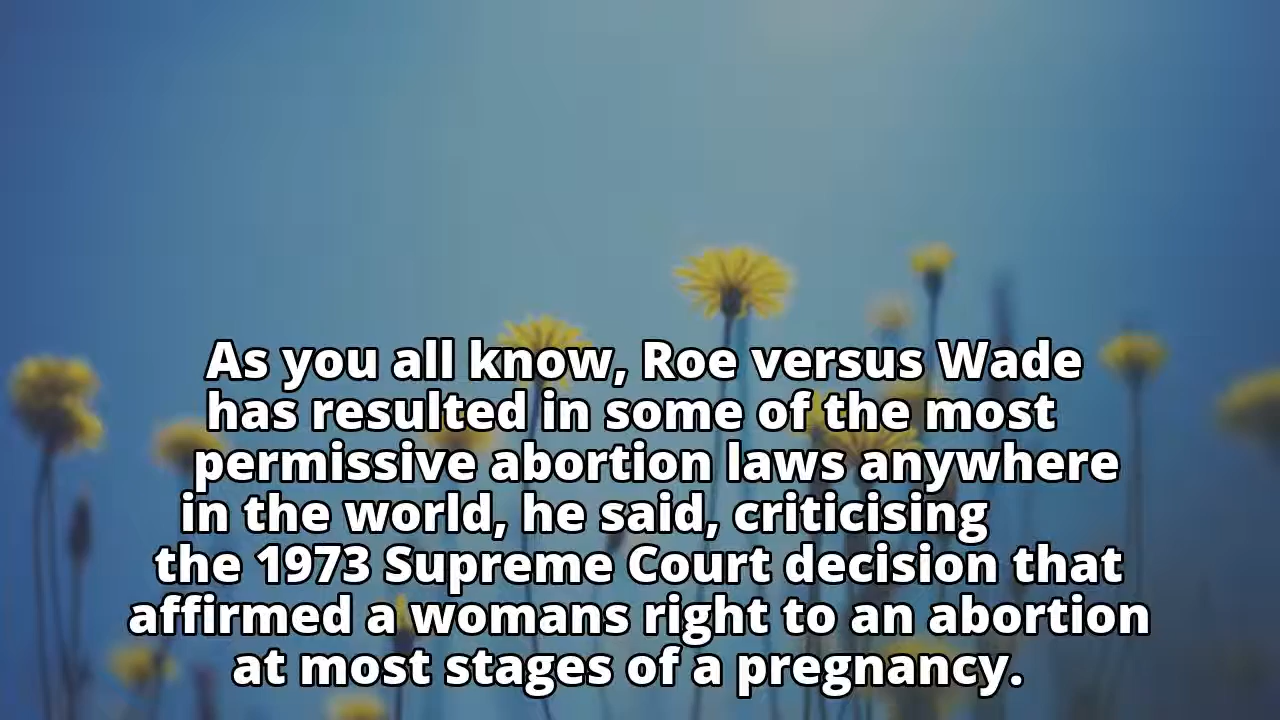 As you all know, Roe versus Wade
has resulted in some of the most
permissive abortion laws anywhere
in the world, he said, criticising
the 1973 Supreme Court decision that
affirmed a womans right to an abortion
at most stages of a pregnancy.